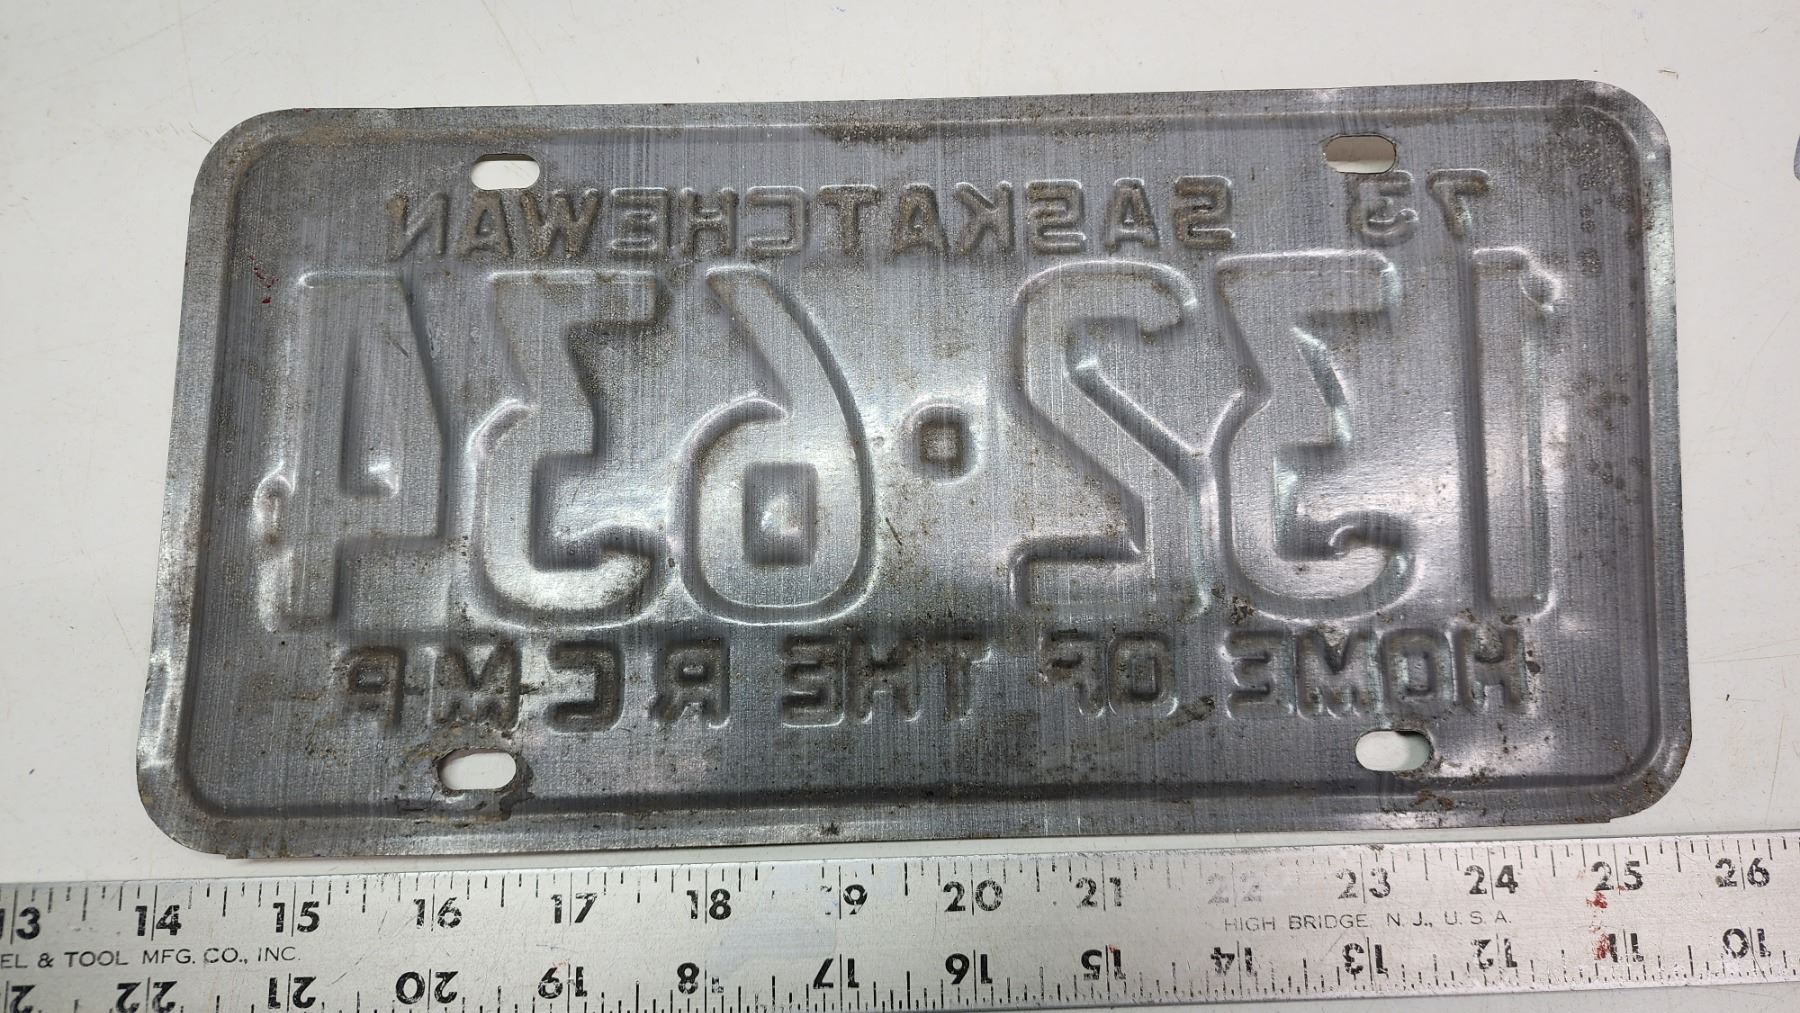 73 SASKATCHEWAN
132·634
HOME OF THE RCMP
13 14 15 16 17 18 19 20 21 22 23 24 25 26
EL & TOOL MFG. CO., INC. HIGH BRIDGE, N. J., U.S.A.
22 21 20 19 18 17 16 15 14 13 12 11 10